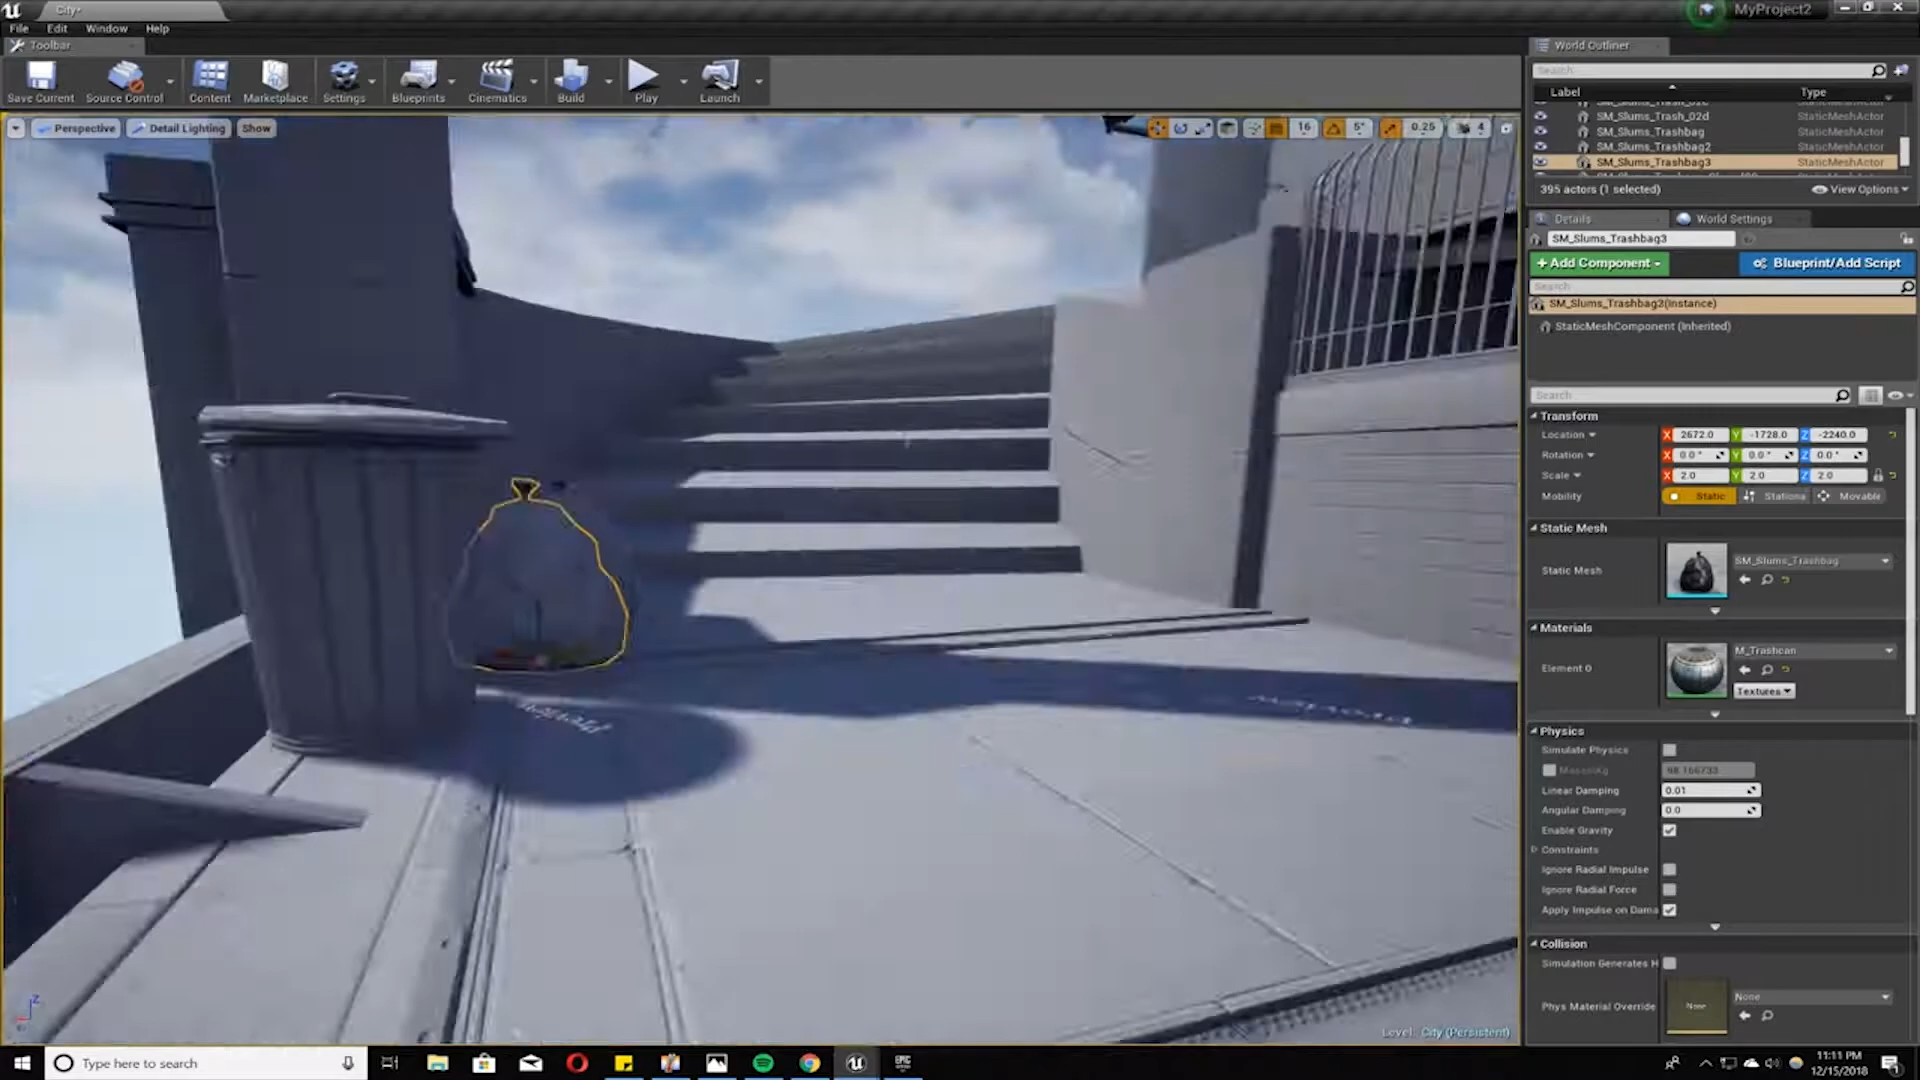 City•
MyProject2
File Edit Window Help
Toolbar
Save Current Source Control Content Marketplace Settings Blueprints Cinematics Build Play Launch
Perspective Detail Lighting Show
16 5° 0.25 4
World Outliner
Search
Label Type
SM_Slums_Trash_02c StaticMeshActor
SM_Slums_Trash_02d StaticMeshActor
SM_Slums_Trashbag StaticMeshActor
SM_Slums_Trashbag2 StaticMeshActor
SM_Slums_Trashbag3 StaticMeshActor
395 actors (1 selected) View Options
Details World Settings
SM_Slums_Trashbag3
+ Add Component Blueprint/Add Script
Search
SM_Slums_Trashbag3(Instance)
StaticMeshComponent (Inherited)
Search
Transform
Location X 2672.0 Y -1728.0 Z -2240.0
Rotation X 0.0 ° Y 0.0 ° Z 0.0 °
Scale X 2.0 Y 2.0 Z 2.0
Mobility Static Stationa Movable
Static Mesh
Static Mesh SM_Slums_Trashbag
Materials
Element 0 M_Trashcan
Textures
Physics
Simulate Physics
MassInKg
Linear Damping 0.01
Angular Damping 0.0
Enable Gravity
Constraints
Ignore Radial Impulse
Ignore Radial Force
Apply Impulse on Dama
Collision
Simulation Generates H
Phys Material Override None None
Preview
Preview
Level: City (Persistent)
Z
Type here to search
EPIC
11:11 PM
12/15/2018